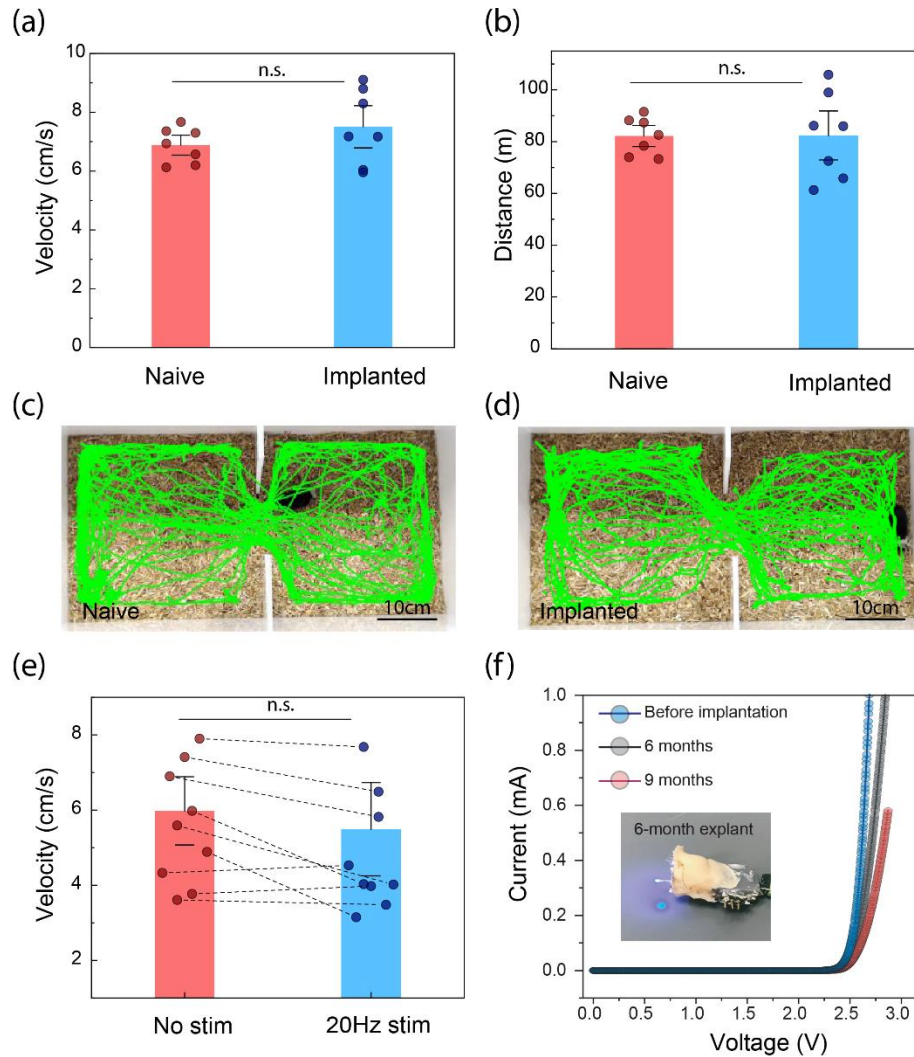 (a)
10
8
6
4
2
0
Velocity (cm/s)
n.s.
Naive Implanted
(b)
120
100
80
60
40
20
0
Distance (m)
n.s.
Naive Implanted
(c)
Naive
10cm
(d)
Implanted
10cm
(e)
8
6
4
2
Velocity (cm/s)
n.s.
No stim 20Hz stim
(f)
1.0
0.8
0.6
0.4
0.2
0.0
Current (mA)
Before implantation
6 months
9 months
6-month explant
0.0 0.5 1.0 1.5 2.0 2.5 3.0
Voltage (V)